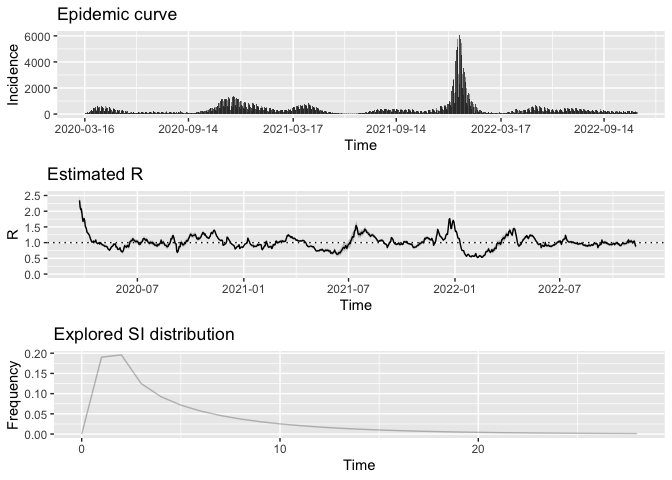 Epidemic curve
6000
4000
2000
0
Incidence
2020-03-16 2020-09-14 2021-03-17 2021-09-14 2022-03-17 2022-09-14
Time
Estimated R
2.5
2.0
1.5
1.0
0.5
0.0
R
2020-07 2021-01 2021-07 2022-01 2022-07
Time
Explored SI distribution
0.20
0.15
0.10
0.05
0.00
Frequency
0 10 20
Time